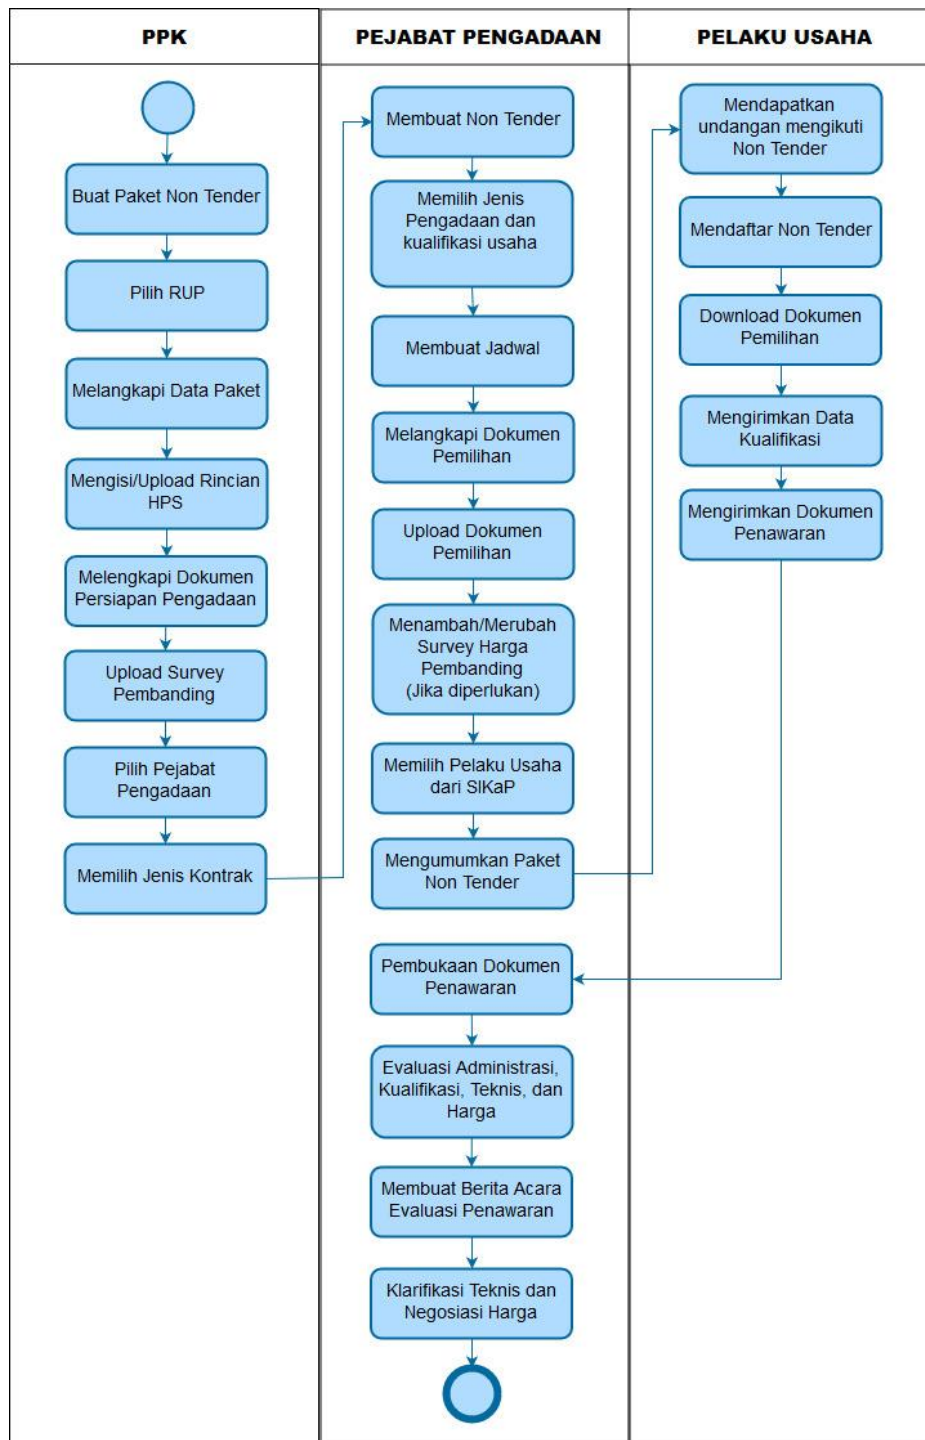 PPK
PEJABAT PENGADAAN
PELAKU USAHA
Buat Paket Non Tender
Pilih RUP
Melangkapi Data Paket
Mengisi/Upload Rincian
HPS
Melengkapi Dokumen
Persiapan Pengadaan
Upload Survey
Pembanding
Pilih Pejabat
Pengadaan
Memilih Jenis Kontrak
Membuat Non Tender
Memilih Jenis
Pengadaan dan
kualifikasi usaha
Membuat Jadwal
Melangkapi Dokumen
Pemilihan
Upload Dokumen
Pemilihan
Menambah/Merubah
Survey Harga
Pembanding
(Jika diperlukan)
Memilih Pelaku Usaha
dari SIKaP
Mengumumkan Paket
Non Tender
Mendapatkan
undangan mengikuti
Non Tender
Mendaftar Non Tender
Download Dokumen
Pemilihan
Mengirimkan Data
Kualifikasi
Mengirimkan Dokumen
Penawaran
Pembukaan Dokumen
Penawaran
Evaluasi Administrasi,
Kualifikasi, Teknis, dan
Harga
Membuat Berita Acara
Evaluasi Penawaran
Klarifikasi Teknis dan
Negosiasi Harga